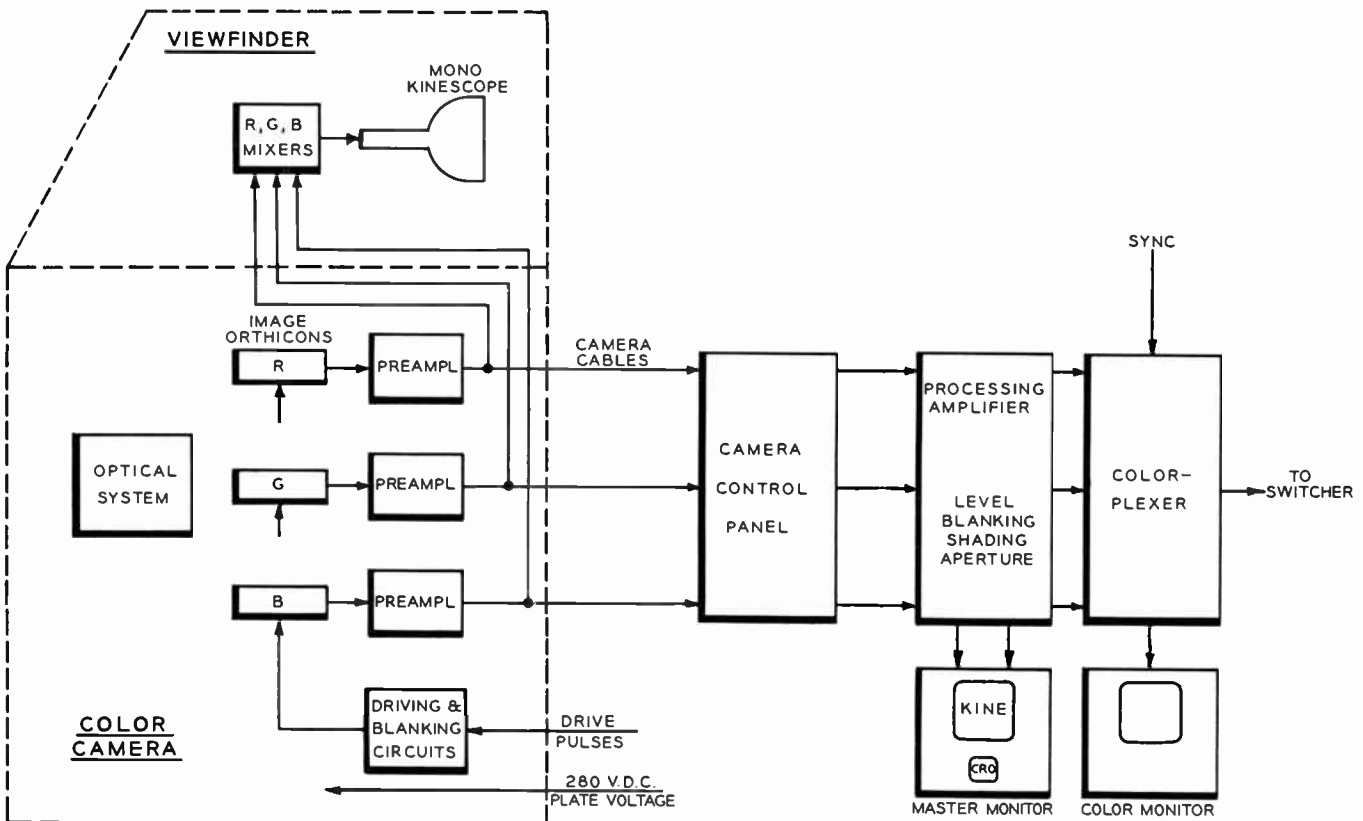 VIEWFINDER
MONO
KINESCOPE
R, G, B
MIXERS
SYNC
IMAGE
ORTHICONS
R
PREAMPL
CAMERA
CABLES
OPTICAL
SYSTEM
G
PREAMPL
B
PREAMPL
CAMERA
CONTROL
PANEL
PROCESSING
AMPLIFIER
LEVEL
BLANKING
SHADING
APERTURE
COLOR-
PLEXER
TO
SWITCHER
COLOR
CAMERA
DRIVING &
BLANKING
CIRCUITS
DRIVE
PULSES
280 V.D.C.
PLATE VOLTAGE
KINE
CRO
MASTER MONITOR
COLOR MONITOR